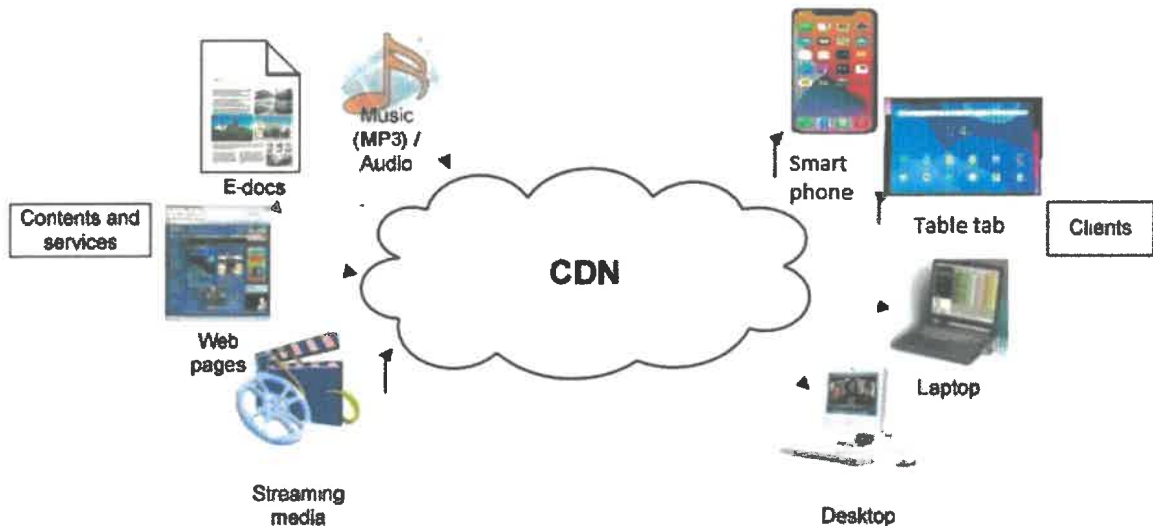 Music
(MP3) /
Audio
E-docs
Contents and
services
Web
pages
Streaming
media
CDN
Smart
phone
Table tab
Clients
Laptop
Desktop